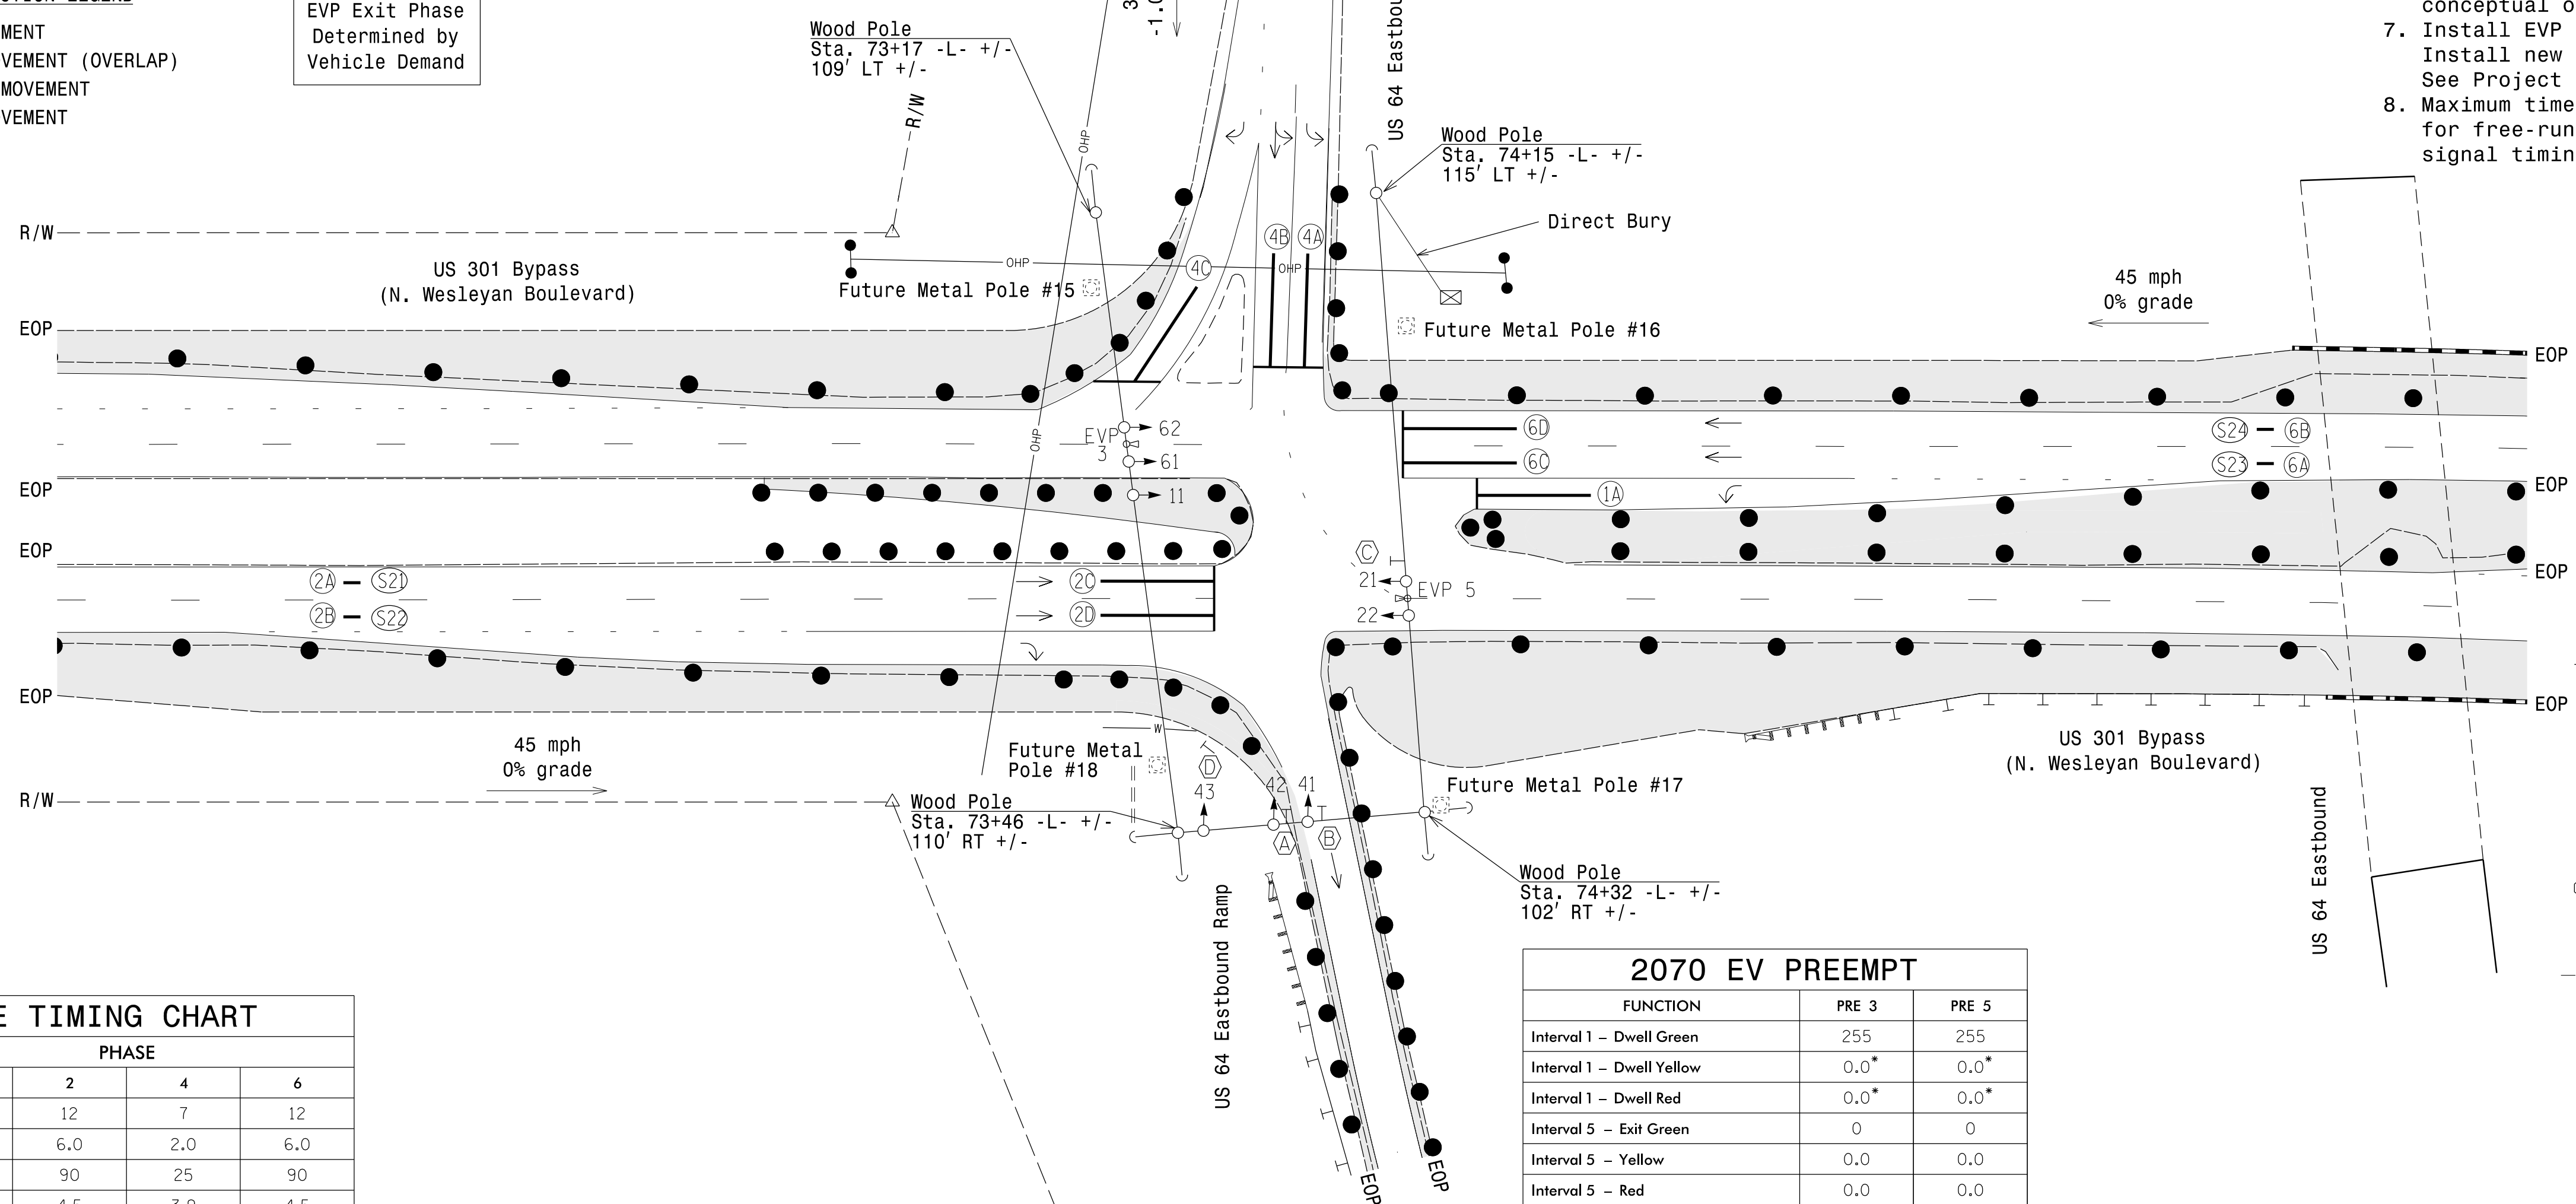 MENT
VEMENT (OVERLAP)
MOVEMENT
VEMENT
EVP Exit Phase
Determined by
Vehicle Demand
Wood Pole
Sta. 73+17 -L- +/-
109' LT +/-
R/W
OHP
US 64 Eastbou
Wood Pole
Sta. 74+15 -L- +/-
115' LT +/-
Direct Bury
conceptual o
7. Install EVP
Install new
See Project
8. Maximum time
for free-run
signal timin
R/W
US 301 Bypass
(N. Wesleyan Boulevard)
OHP
4C
4B
4A
OHP
Future Metal Pole #15
Future Metal Pole #16
45 mph
0% grade
EOP
EOP
OHP
EVP
3
62
61
11
6D
6C
1A
S24
6B
S23
6A
EOP
EOP
EOP
EOP
2A
S21
2B
S22
2C
2D
C
21
EVP 5
22
EOP
EOP
45 mph
0% grade
R/W
W
Future Metal
Pole #18
D
43
42
41
A
B
Wood Pole
Sta. 73+46 -L- +/-
110' RT +/-
Future Metal Pole #17
Wood Pole
Sta. 74+32 -L- +/-
102' RT +/-
US 301 Bypass
(N. Wesleyan Boulevard)
US 64 Eastbound
US 64 Eastbound Ramp
EOP
EOP
E TIMING CHART
PHASE
2 4 6
12 7 12
6.0 2.0 6.0
90 25 90
2070 EV PREEMPT
FUNCTION PRE 3 PRE 5
Interval 1 – Dwell Green 255 255
Interval 1 – Dwell Yellow 0.0* 0.0*
Interval 1 – Dwell Red 0.0* 0.0*
Interval 5 – Exit Green 0 0
Interval 5 – Yellow 0.0 0.0
Interval 5 – Red 0.0 0.0